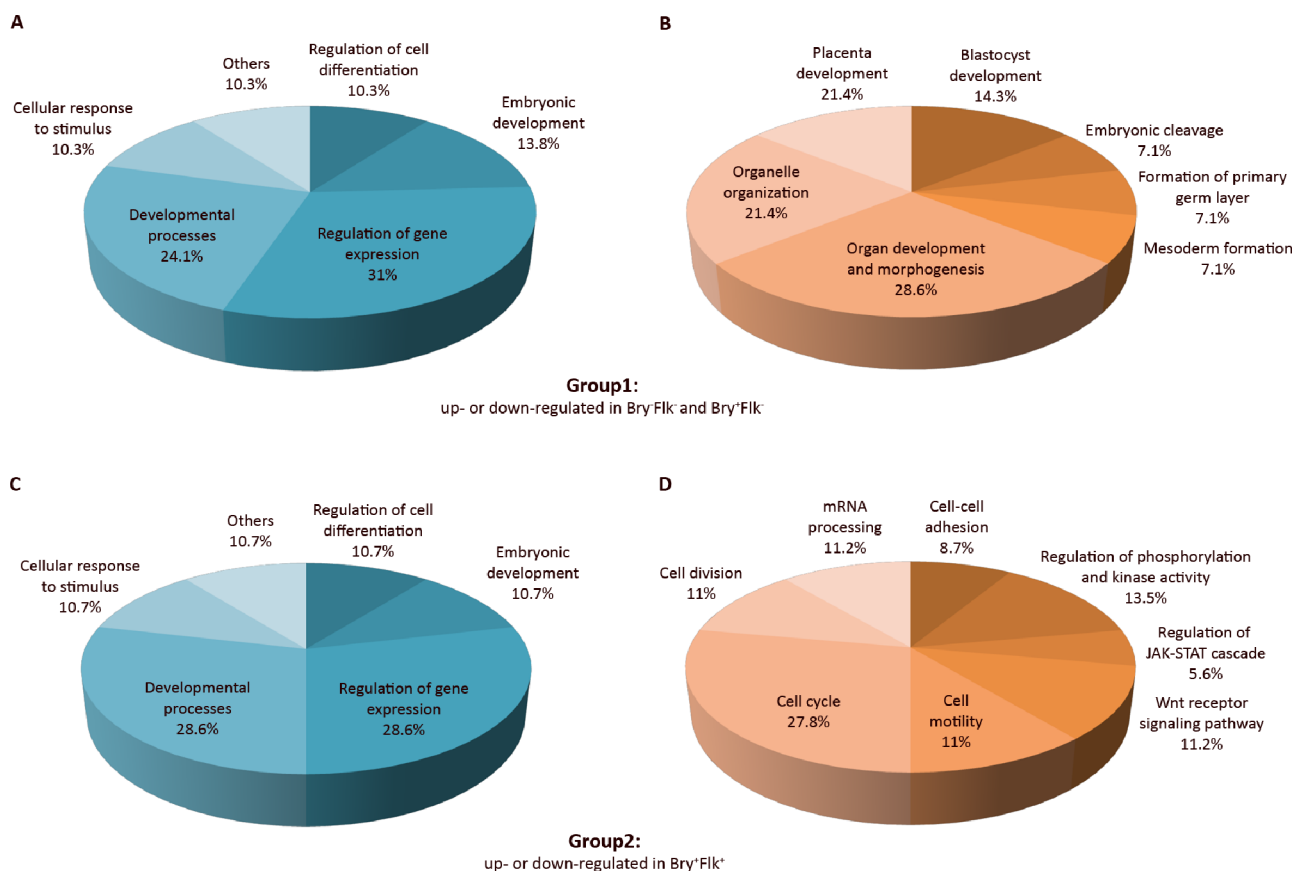 A
Regulation of cell
differentiation
10.3%
Others
10.3%
Cellular response
to stimulus
10.3%
Embryonic
development
13.8%
Developmental
processes
24.1%
Regulation of gene
expression
31%
B
Placenta
development
21.4%
Blastocyst
development
14.3%
Embryonic cleavage
7.1%
Formation of primary
germ layer
7.1%
Mesoderm formation
7.1%
Organelle
organization
21.4%
Organ development
and morphogenesis
28.6%
Group1:
up- or down-regulated in Bry⁻Flk⁻ and Bry⁺Flk⁻
C
Others
10.7%
Regulation of cell
differentiation
10.7%
Cellular response
to stimulus
10.7%
Embryonic
development
10.7%
Developmental
processes
28.6%
Regulation of gene
expression
28.6%
D
mRNA
processing
11.2%
Cell-cell
adhesion
8.7%
Cell division
11%
Regulation of phosphorylation
and kinase activity
13.5%
Regulation of
JAK-STAT cascade
5.6%
Wnt receptor
signaling pathway
11.2%
Cell cycle
27.8%
Cell
motility
11%
Group2:
up- or down-regulated in Bry⁺Flk⁺